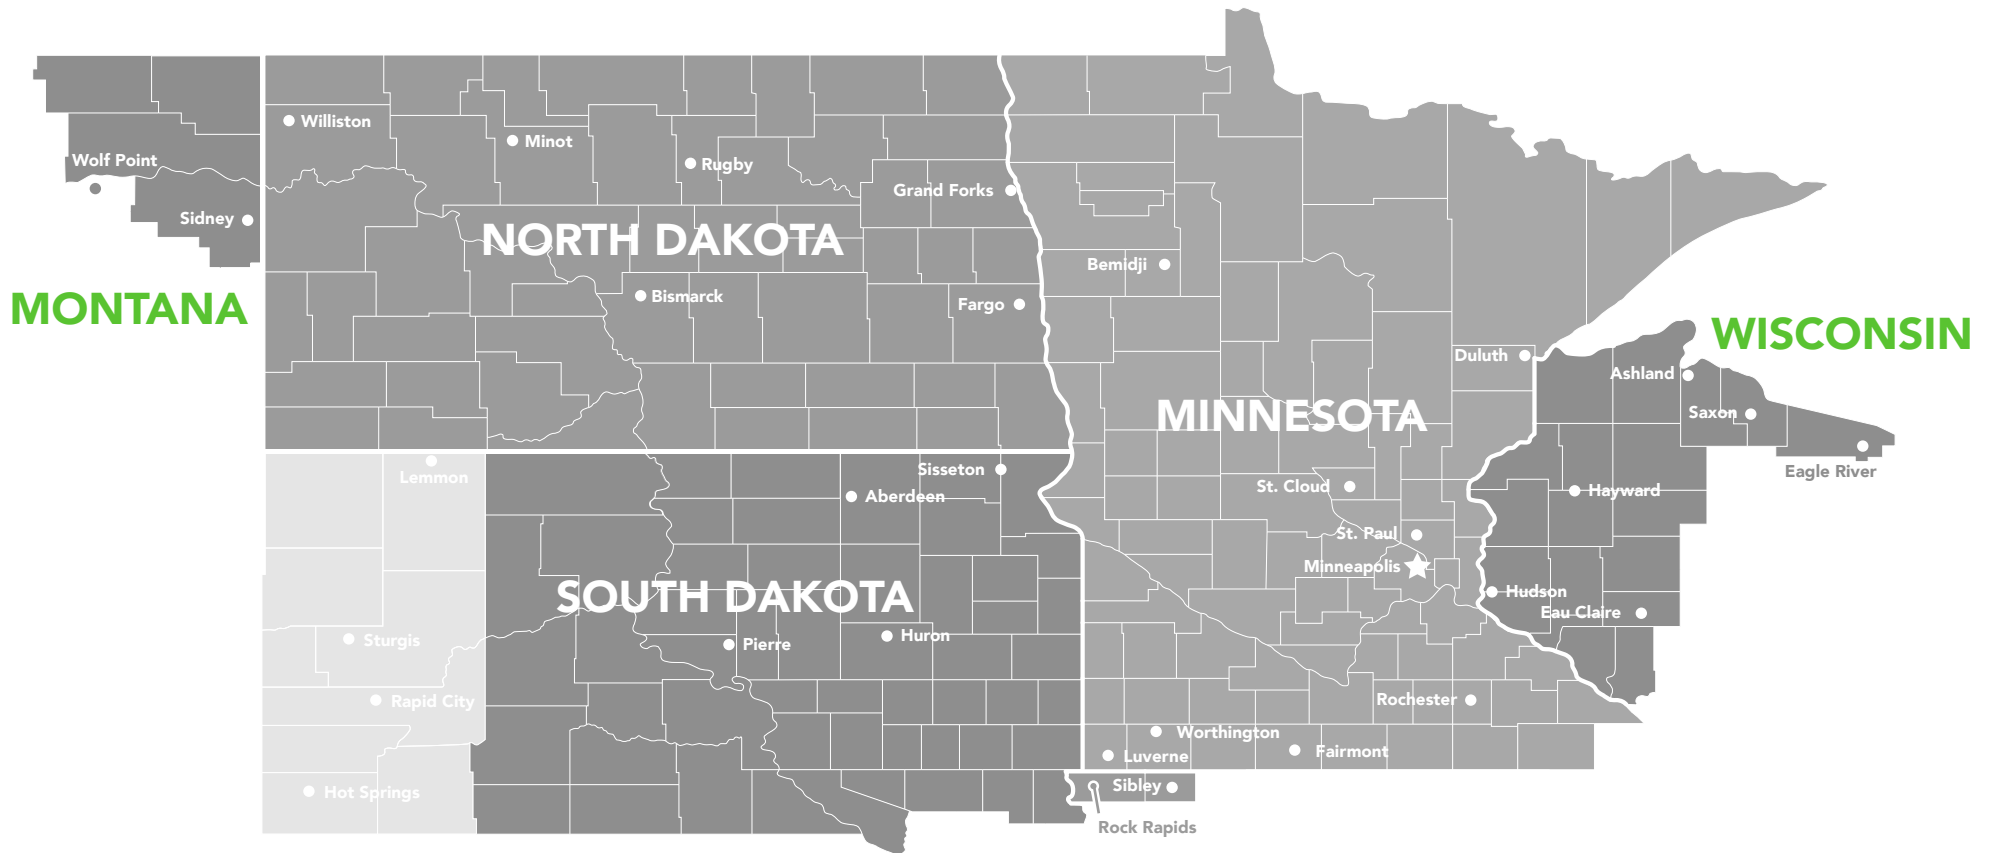 Williston
Minot
Wolf Point
Rugby
Grand Forks
Sidney
NORTH DAKOTA
Bemidji
MONTANA
Bismarck
Fargo
WISCONSIN
Duluth
Ashland
MINNESOTA
Saxon
Lemmon
Sisseton
Eagle River
Aberdeen
St. Cloud
Hayward
St. Paul
Minneapolis
SOUTH DAKOTA
Hudson
Eau Claire
Sturgis
Pierre
Huron
Rapid City
Rochester
Worthington
Luverne
Fairmont
Hot Springs
Sibley
Rock Rapids